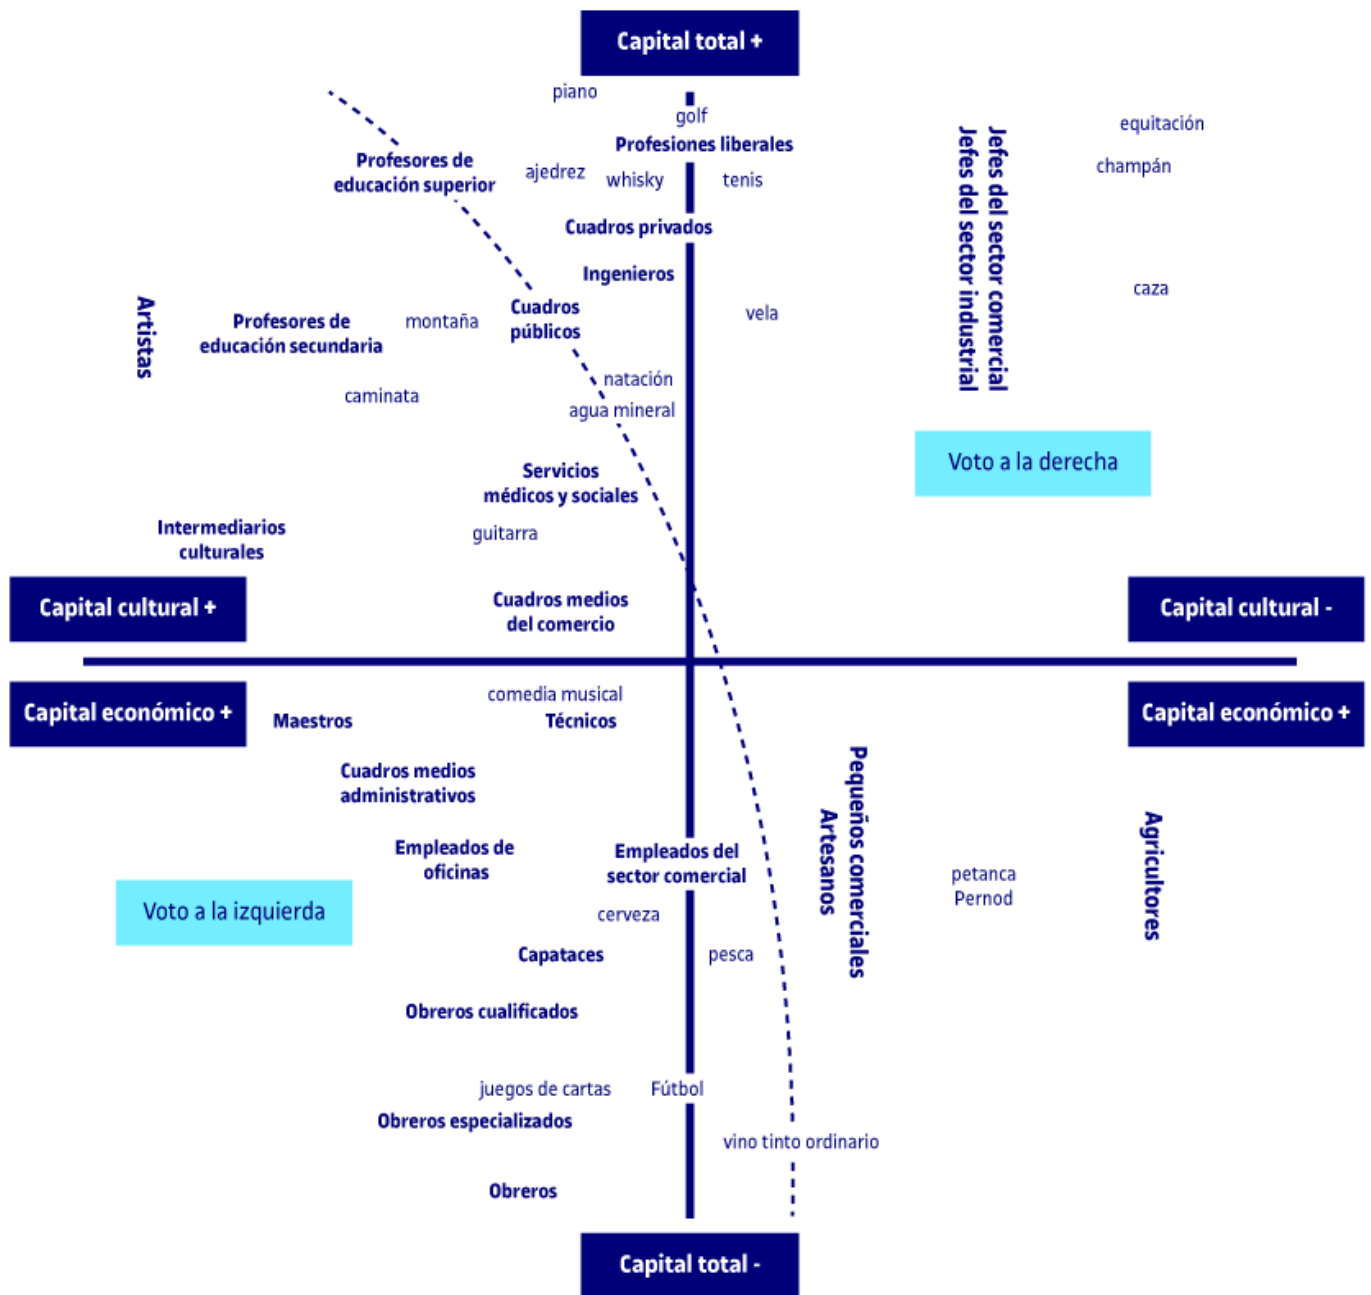 Capital total +
piano
golf
equitación
Profesiones liberales
Jefes del sector comercial
Jefes del sector industrial
Profesores de
educación superior
ajedrez
whisky
tenis
champán
Cuadros privados
Ingenieros
caza
Artistas
Cuadros
públicos
vela
Profesores de
educación secundaria
montaña
natación
caminata
agua mineral
Voto a la derecha
Servicios
médicos y sociales
Intermediarios
culturales
guitarra
Capital cultural +
Cuadros medios
del comercio
Capital cultural -
Capital económico +
comedia musical
Maestros
Técnicos
Capital económico +
Cuadros medios
administrativos
Pequeños comerciales
Artesanos
Agricultores
Empleados de
oficinas
Empleados del
sector comercial
petanca
Pernod
Voto a la izquierda
cerveza
Capataces
pesca
Obreros cualificados
juegos de cartas
Fútbol
Obreros especializados
vino tinto ordinario
Obreros
Capital total -